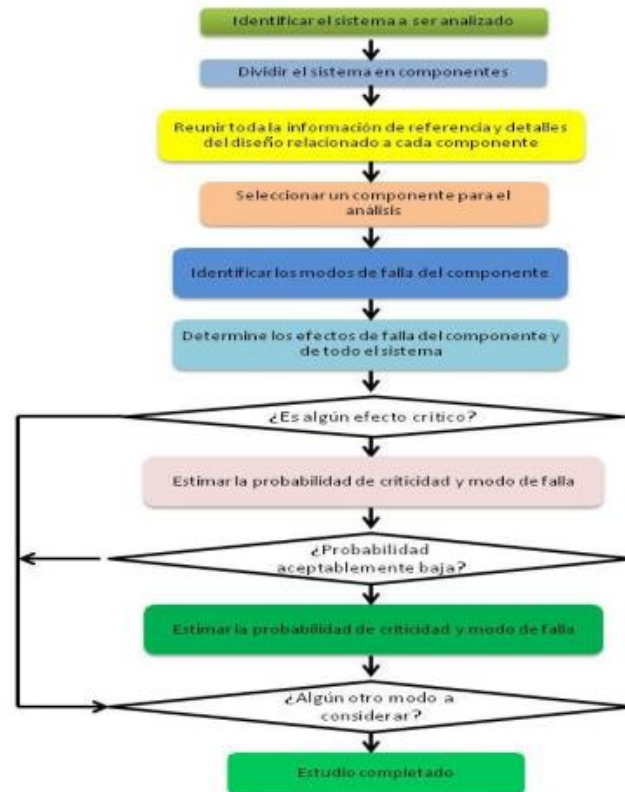 Identificar el sistema a ser analizado
Dividir el sistema en componentes
Reunir toda la información de referencia y detalles
del diseño relacionado a cada componente
Seleccionar un componente para el
análisis
Identificar los modos de falla del componente
Determine los efectos de falla del componente y
de todo el sistema
¿Es algún efecto crítico?
Estimar la probabilidad de criticidad y modo de falla
¿Probabilidad
aceptablemente baja?
Estimar la probabilidad de criticidad y modo de falla
¿Algún otro modo a
considerar?
Estudio completado